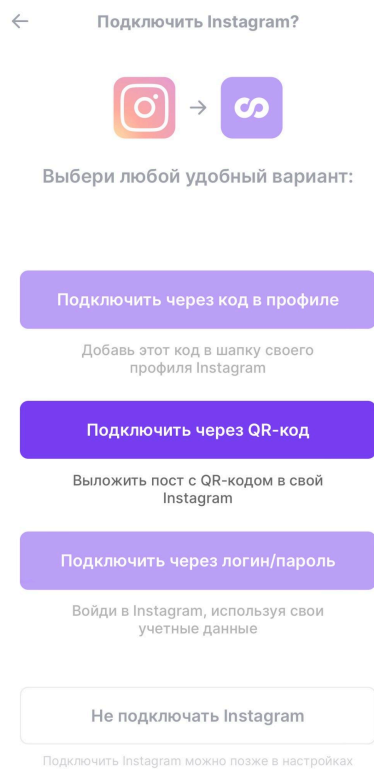 Подключить Instagram?
Выбери любой удобный вариант:
Подключить через код в профиле
Добавь этот код в шапку своего
профиля Instagram
Подключить через QR-код
Выложить пост с QR-кодом в свой
Instagram
Подключить через логин/пароль
Войди в Instagram, используя свои
учетные данные
Не подключать Instagram
Подключить Instagram можно позже в настройках